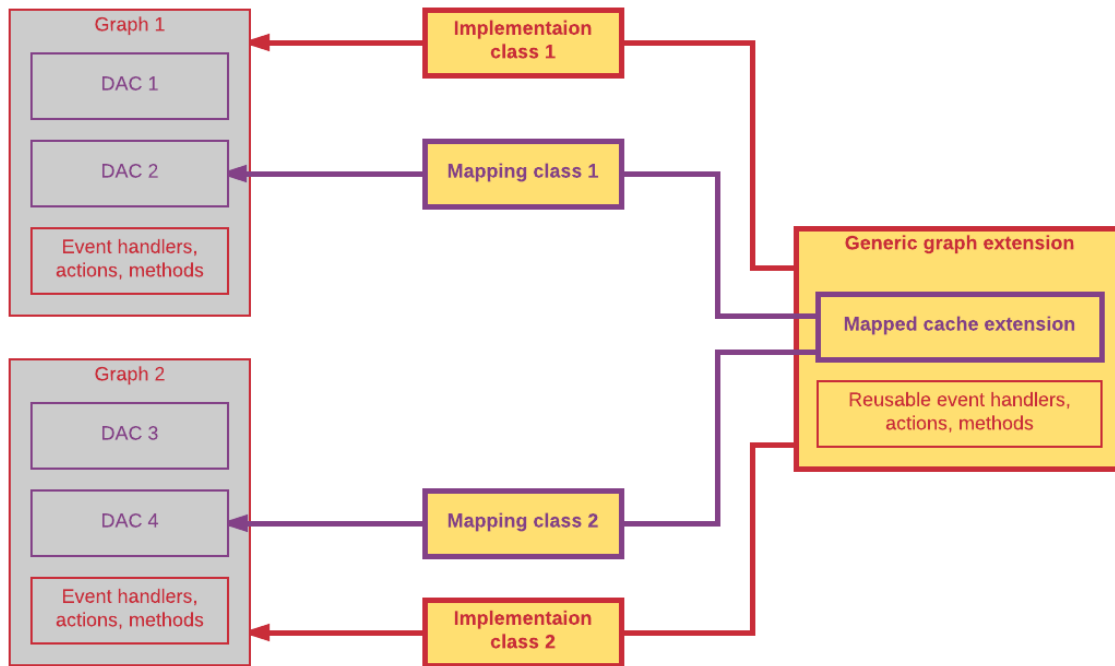 Graph 1
DAC 1
DAC 2
Event handlers,
actions, methods
Implementaion
class 1
Mapping class 1
Generic graph extension
Mapped cache extension
Reusable event handlers,
actions, methods
Graph 2
DAC 3
DAC 4
Event handlers,
actions, methods
Mapping class 2
Implementaion
class 2